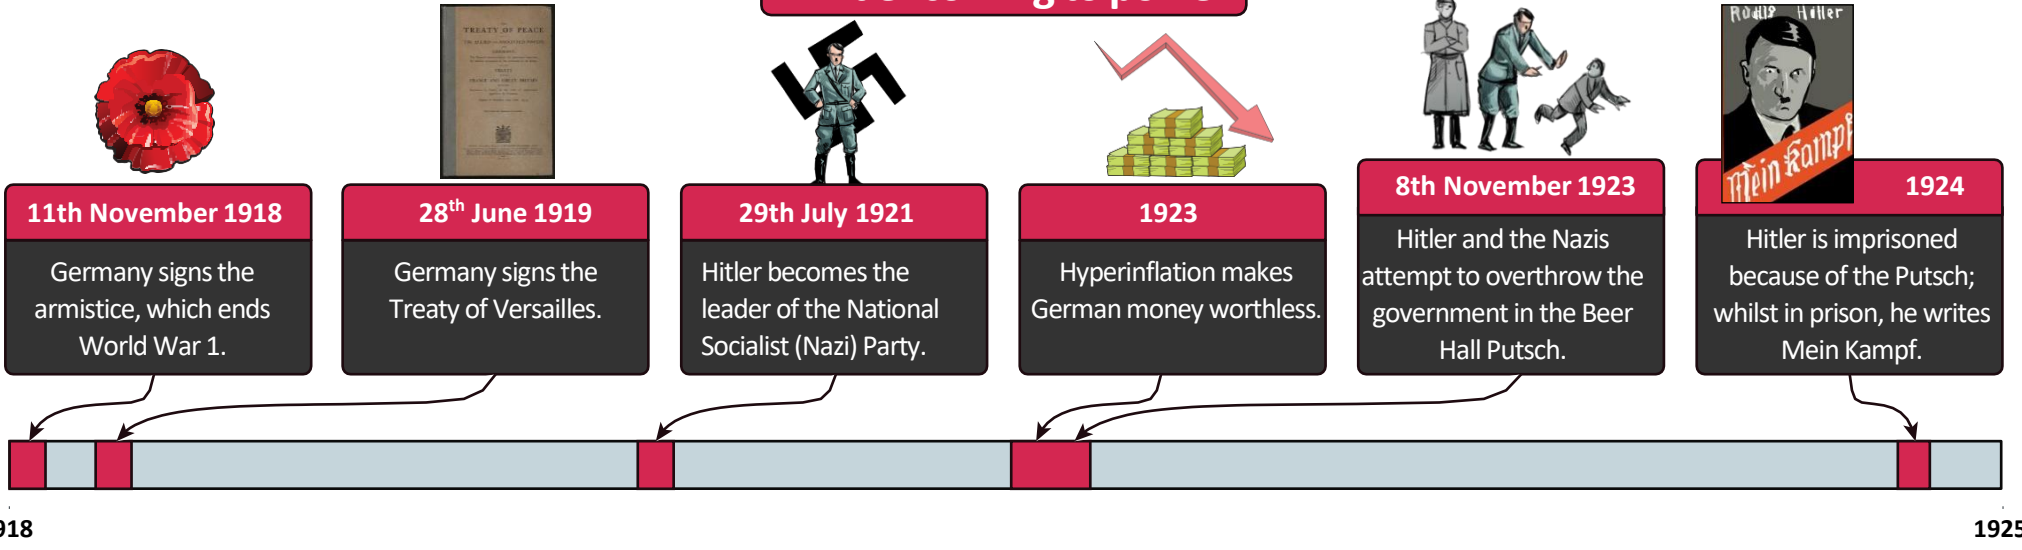 TREATY OF PEACE
Rudolf Hitler
Mein Kampf
11th November 1918
Germany signs the
armistice, which ends
World War 1.
28th June 1919
Germany signs the
Treaty of Versailles.
29th July 1921
Hitler becomes the
leader of the National
Socialist (Nazi) Party.
1923
Hyperinflation makes
German money worthless.
8th November 1923
Hitler and the Nazis
attempt to overthrow the
government in the Beer
Hall Putsch.
1924
Hitler is imprisoned
because of the Putsch;
whilst in prison, he writes
Mein Kampf.
918
1925